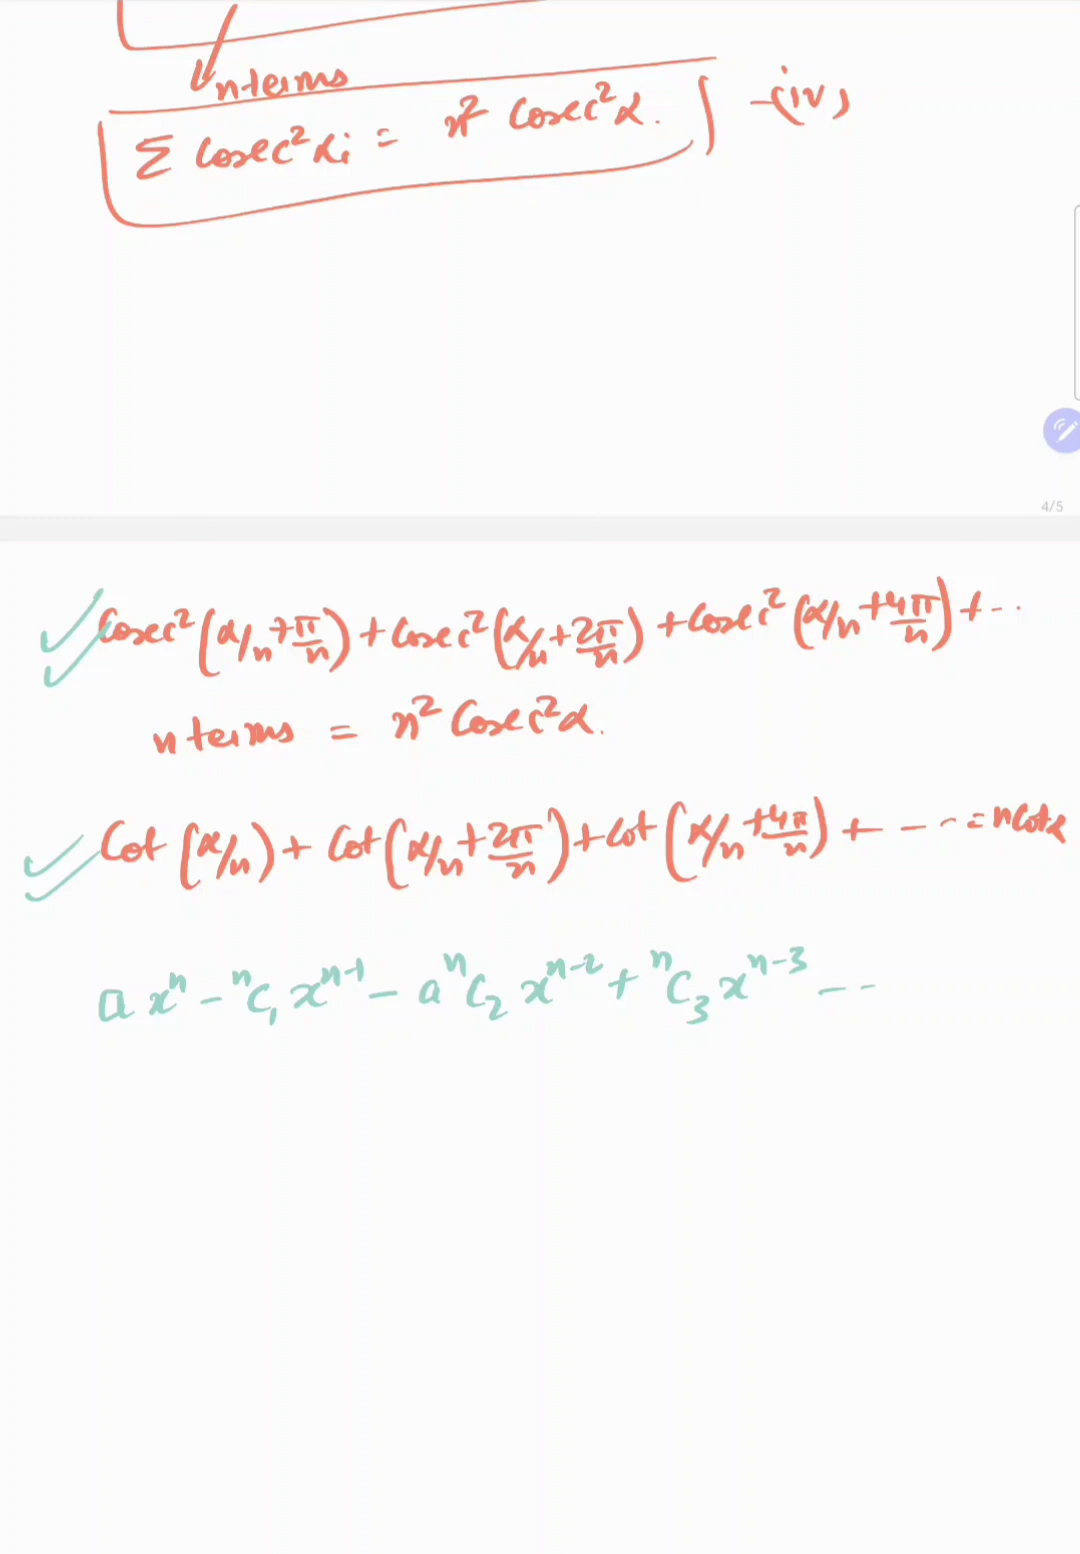 n terms
Σ Cosec²αi = n² Cosec²α. -(iv)
4/5
Cosec²(α/n + π/n) + Cosec²(α/n + 2π/n) + Cosec²(α/n + 4π/n) + - . .
n terms = n² Cosec²α.
Cot (α/n) + Cot (α/n + 2π/n) + Cot (α/n + 4π/n) + - - - = n Cotα
a xⁿ - ⁿC₁ xⁿ⁻¹ - a ⁿC₂ xⁿ⁻² + ⁿC₃ xⁿ⁻³ - -